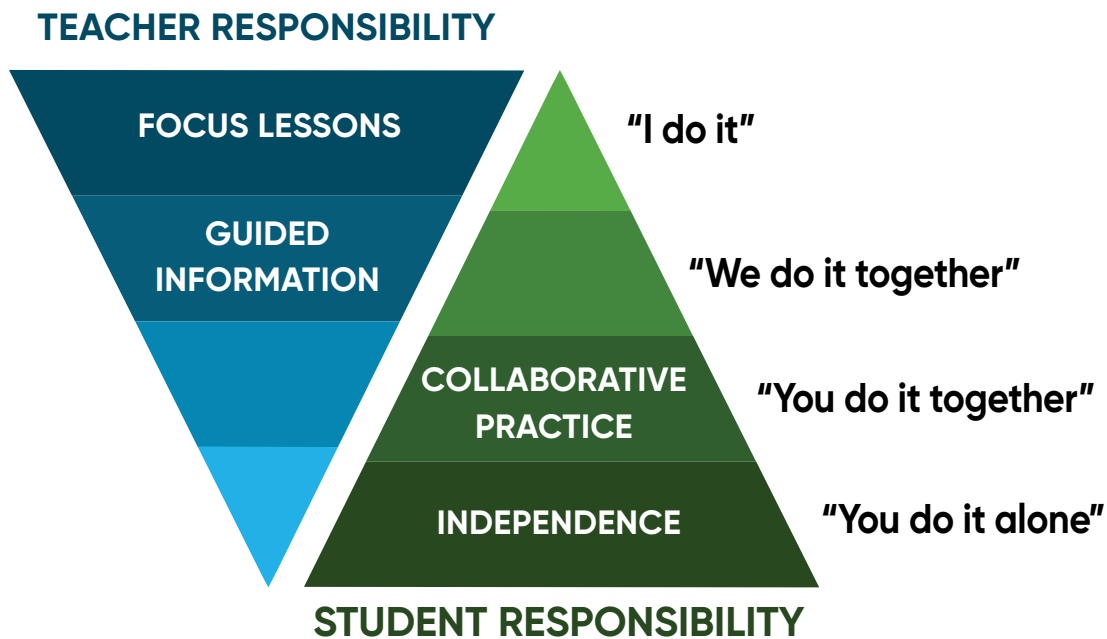 TEACHER RESPONSIBILITY
FOCUS LESSONS
“I do it”
GUIDED
INFORMATION
“We do it together”
COLLABORATIVE
PRACTICE
“You do it together”
INDEPENDENCE
“You do it alone”
STUDENT RESPONSIBILITY